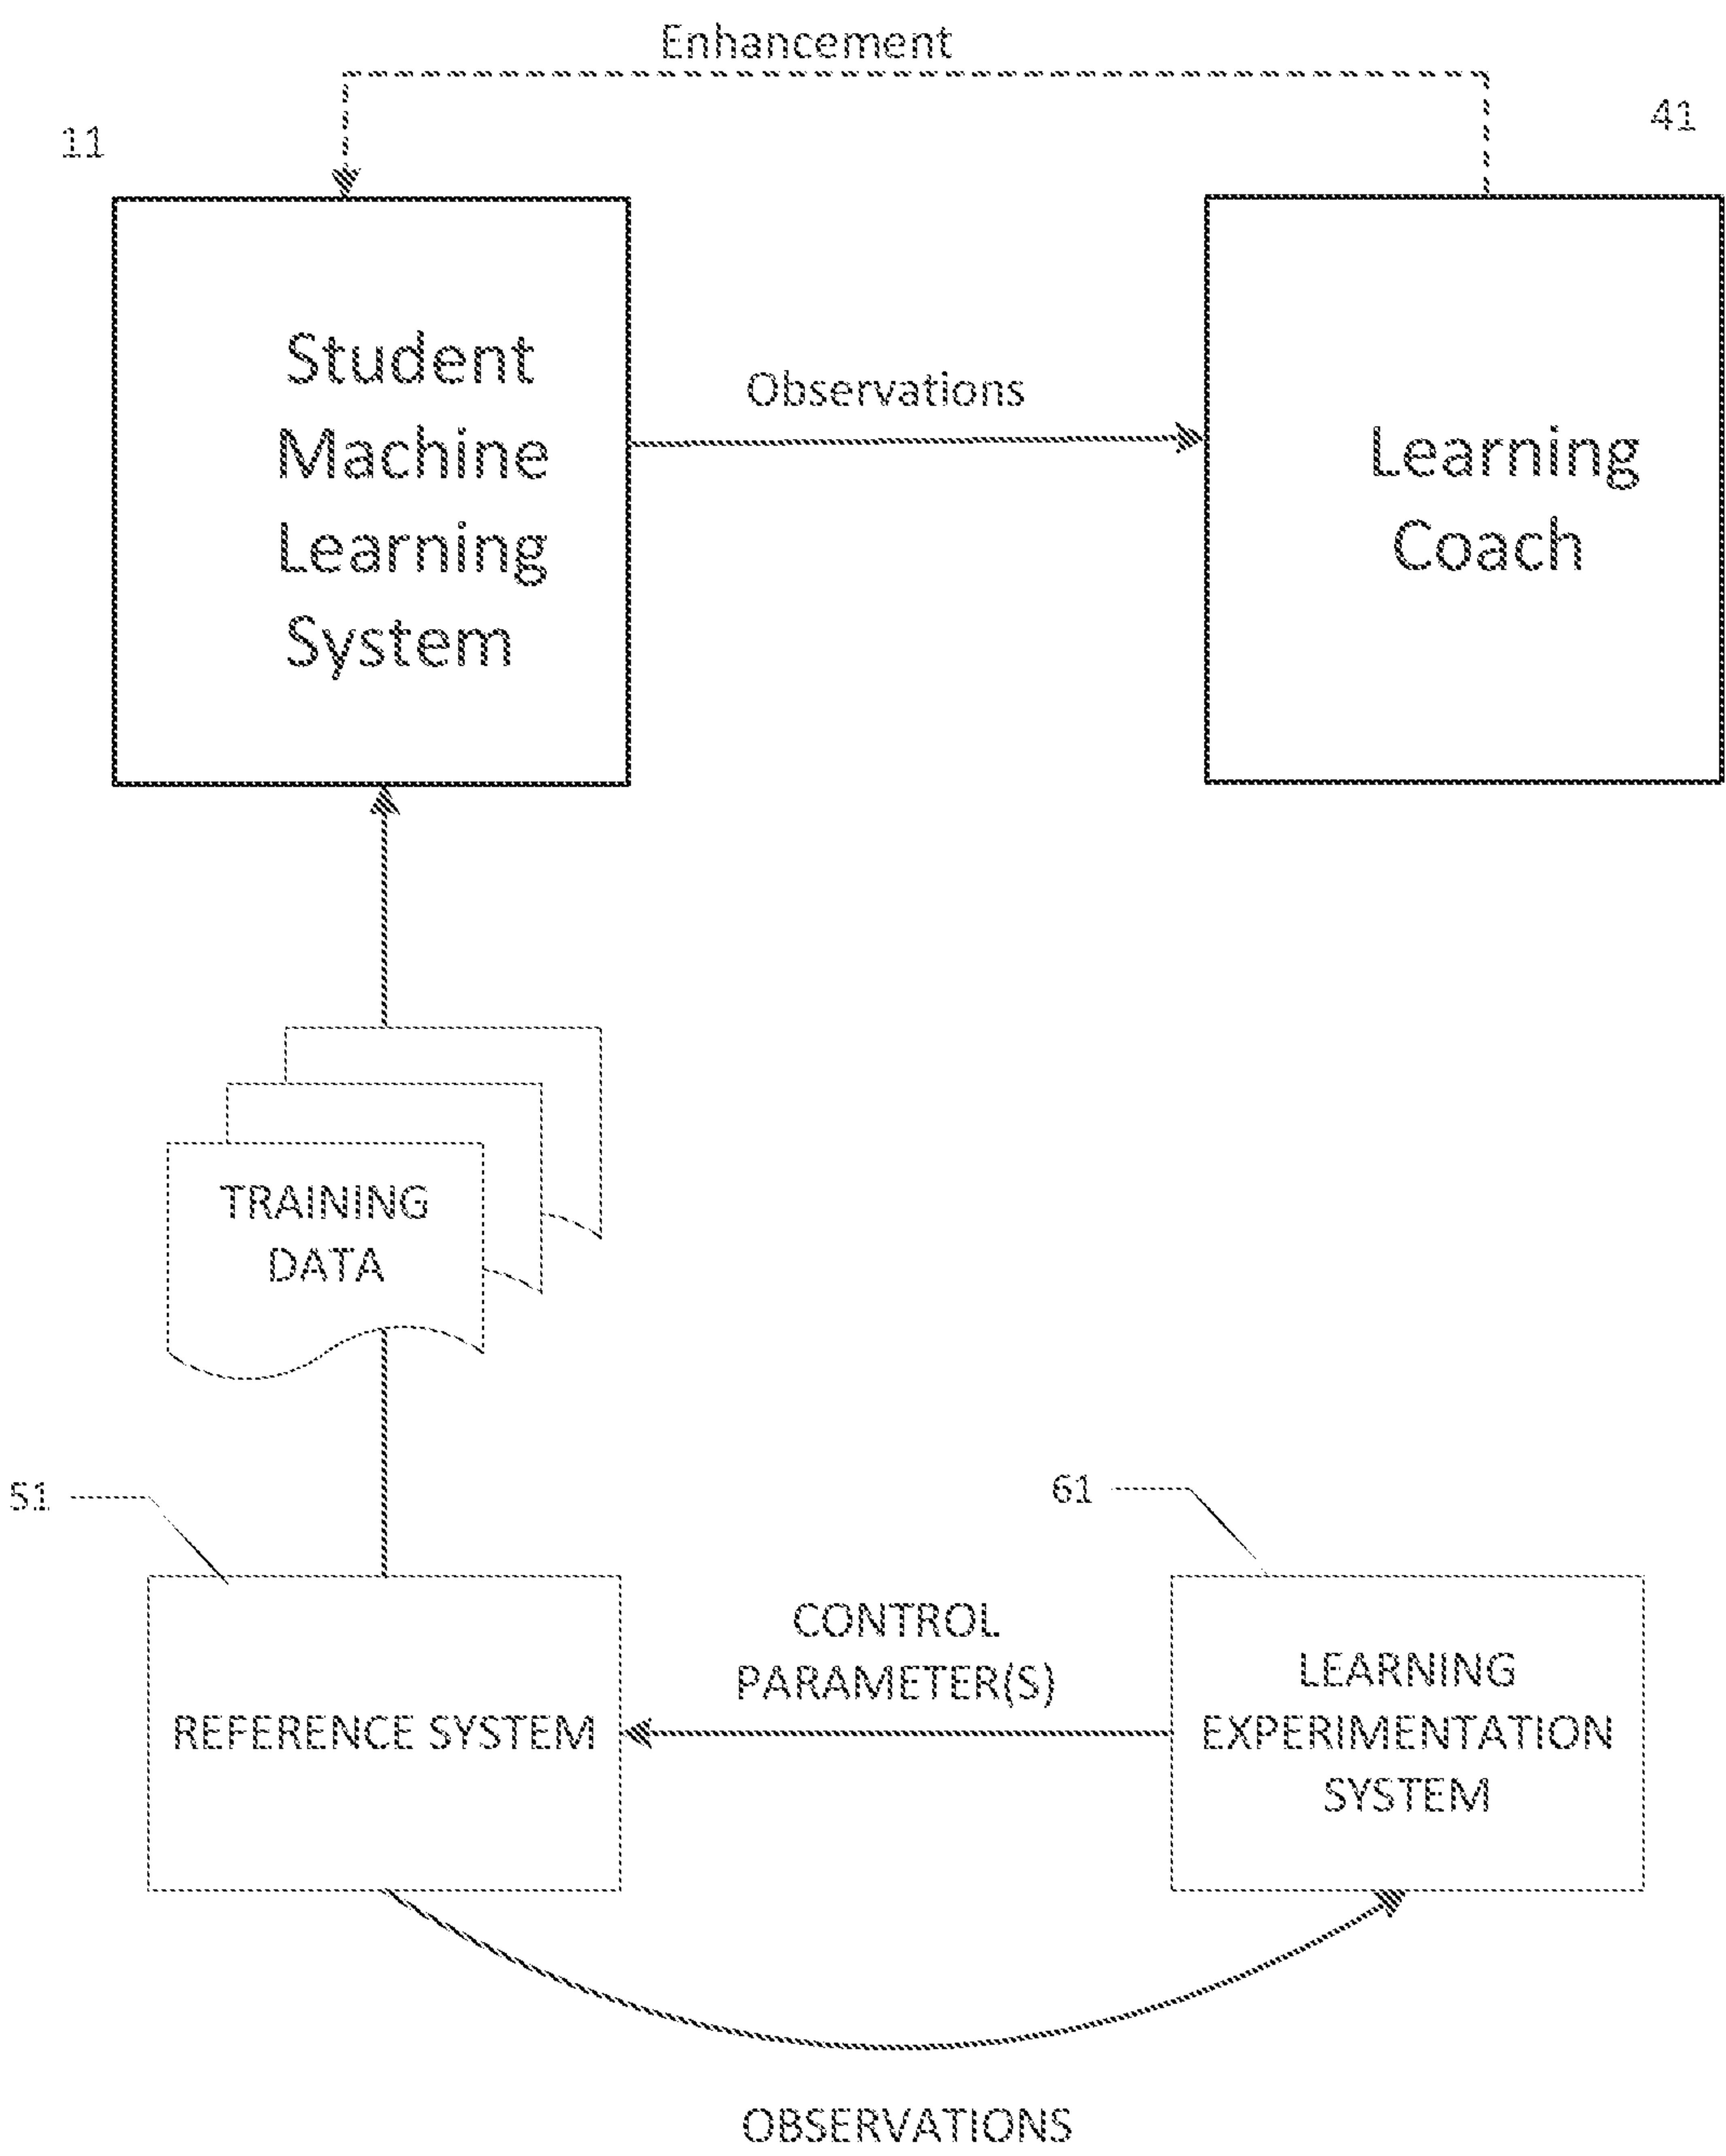 Enhancement
11
41
Student
Machine
Learning
System
Observations
Learning
Coach
TRAINING
DATA
51
61
REFERENCE SYSTEM
CONTROL
PARAMETER(S)
LEARNING
EXPERIMENTATION
SYSTEM
OBSERVATIONS